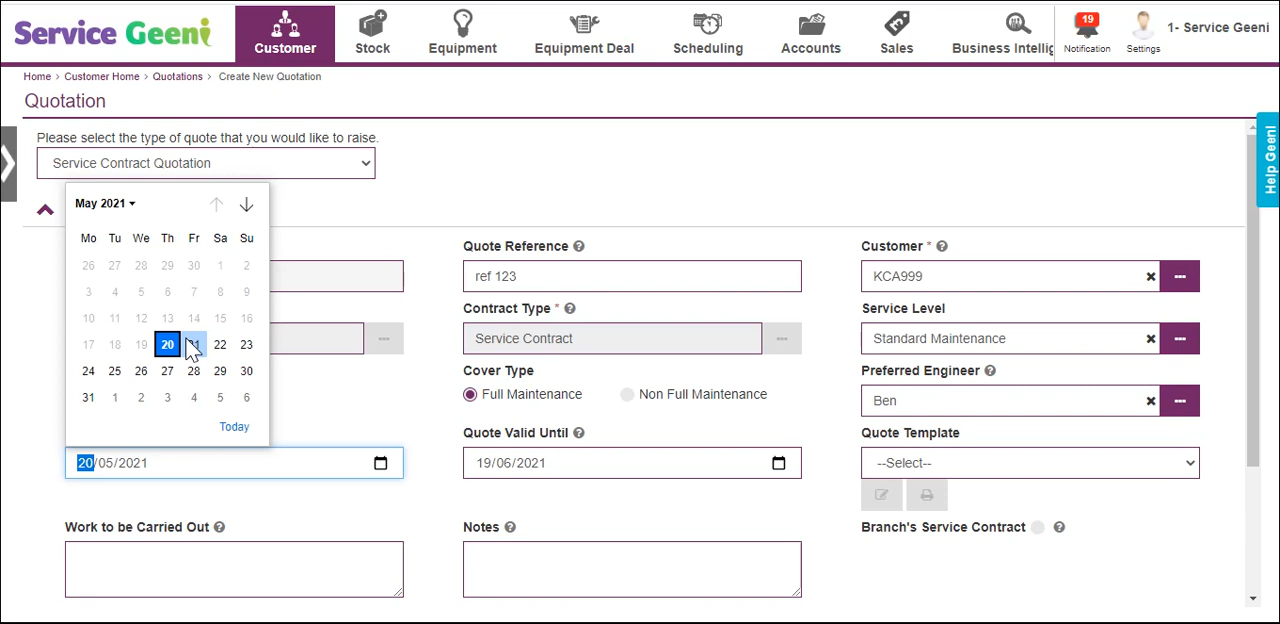 Service Geeni
Customer
Stock
Equipment
Equipment Deal
Scheduling
Accounts
Sales
Business Intellig
19
Notification
Settings
1- Service Geeni
Home > Customer Home > Quotations > Create New Quotation
Quotation
Help Geeni
Please select the type of quote that you would like to raise.
Service Contract Quotation
May 2021
Mo Tu We Th Fr Sa Su
26 27 28 29 30 1 2
3 4 5 6 7 8 9
10 11 12 13 14 15 16
17 18 19 20 21 22 23
24 25 26 27 28 29 30
31 1 2 3 4 5 6
Today
Quote Reference
Customer *
ref 123
KCA999
Contract Type *
Service Level
Service Contract
Standard Maintenance
Cover Type
Preferred Engineer
Full Maintenance
Non Full Maintenance
Ben
Quote Valid Until
Quote Template
20/05/2021
19/06/2021
--Select--
Work to be Carried Out
Notes
Branch's Service Contract